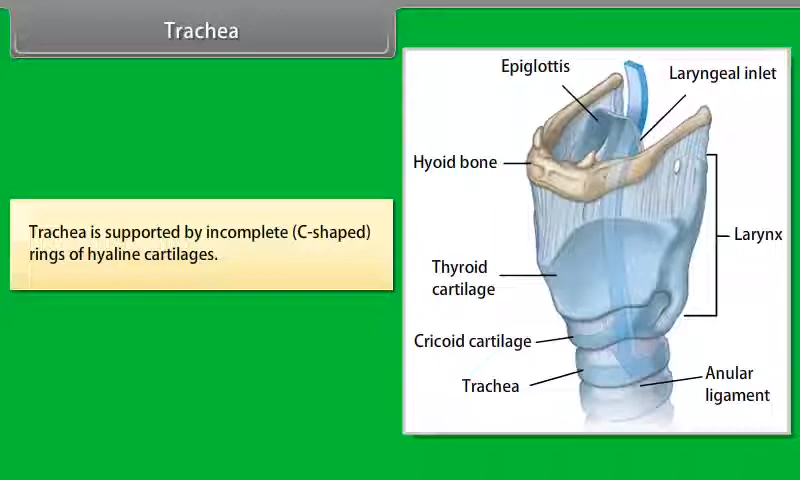 Trachea
Epiglottis
Laryngeal inlet
Hyoid bone
Trachea is supported by incomplete (C-shaped)
rings of hyaline cartilages.
Larynx
Thyroid
cartilage
Cricoid cartilage
Trachea
Anular
ligament